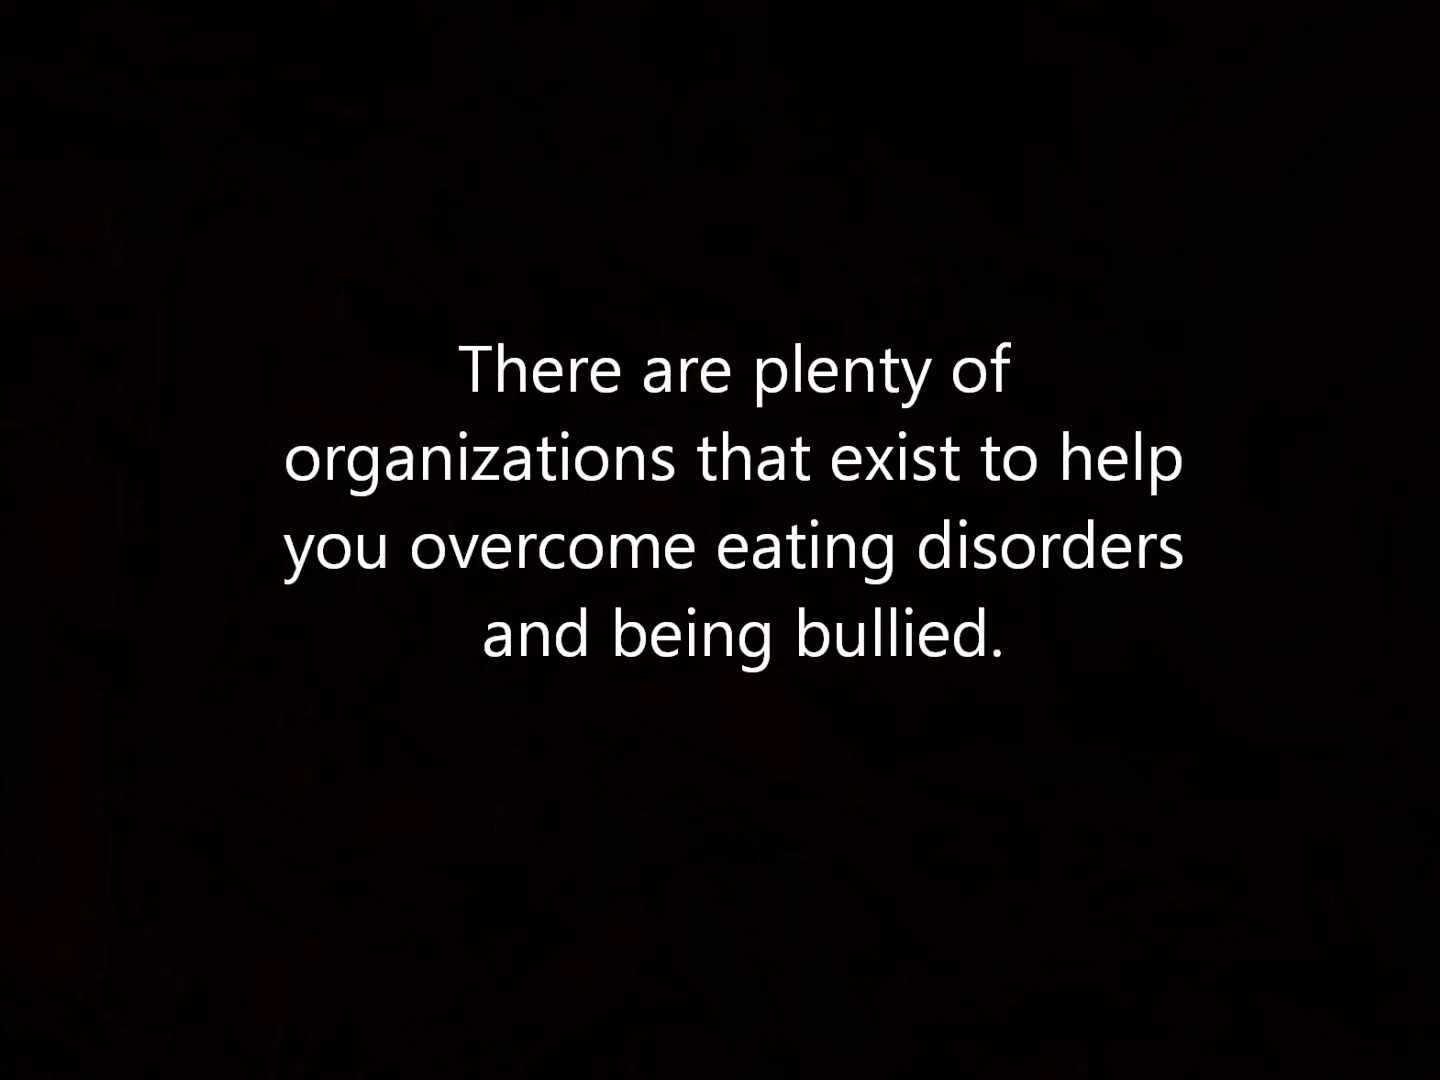 There are plenty of
organizations that exist to help
you overcome eating disorders
and being bullied.